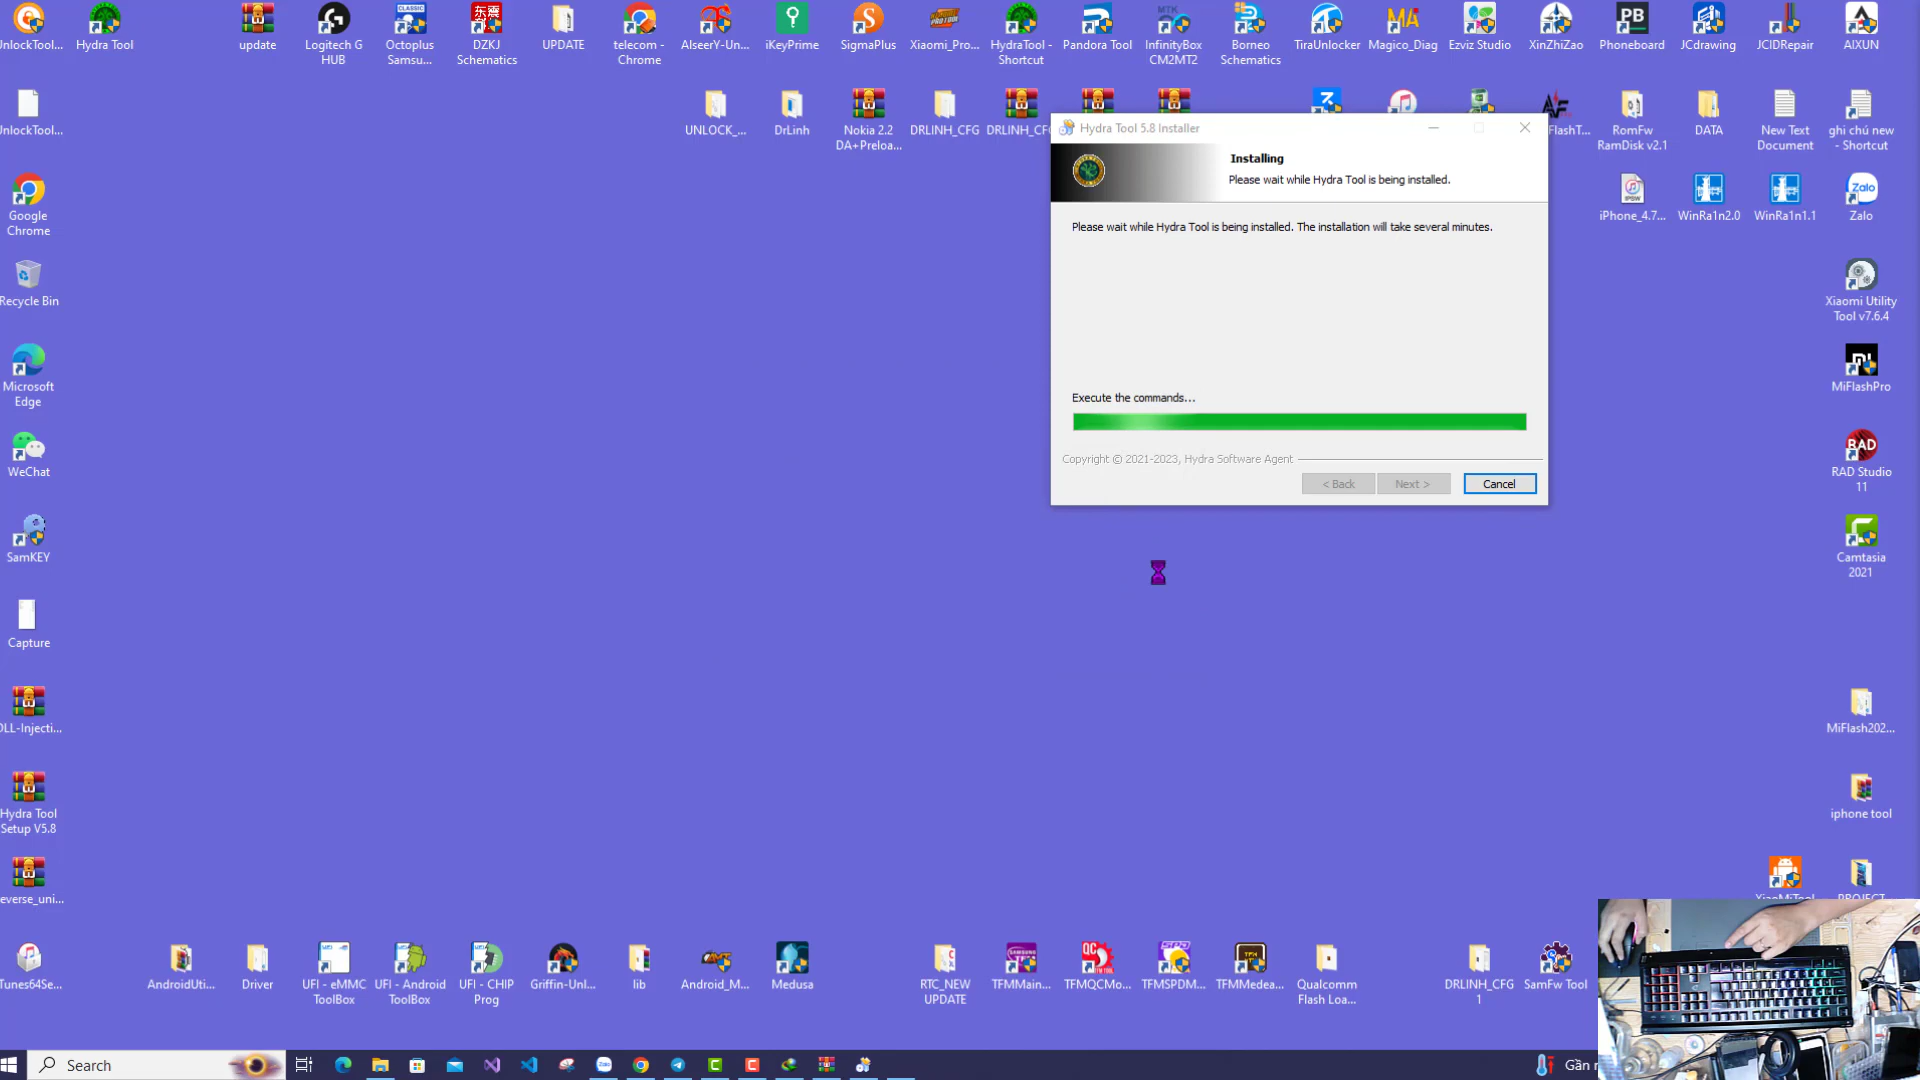 UnlockTool...
Hydra Tool
update
Logitech G
HUB
Octoplus
Samsu...
DZKJ
Schematics
UPDATE
telecom -
Chrome
AlseerY-Un...
iKeyPrime
SigmaPlus
Xiaomi_Pro...
HydraTool -
Shortcut
Pandora Tool
InfinityBox
CM2MT2
Borneo
Schematics
TiraUnlocker
Magico_Diag
Ezviz Studio
XinZhiZao
Phoneboard
JCdrawing
JCIDRepair
AIXUN
UnlockTool...
UNLOCK_...
DrLinh
Nokia 2.2
DA+Preloa...
DRLINH_CFG
DRLINH_CFG
FlashT...
RomFw
RamDisk v2.1
DATA
New Text
Document
ghi chú new
- Shortcut
Hydra Tool 5.8 Installer
Installing
Please wait while Hydra Tool is being installed.
Please wait while Hydra Tool is being installed. The installation will take several minutes.
Execute the commands...
Copyright © 2021-2023, Hydra Software Agent
< Back
Next >
Cancel
Google
Chrome
iPhone_4.7...
WinRa1n2.0
WinRa1n1.1
Zalo
Recycle Bin
Xiaomi Utility
Tool v7.6.4
Microsoft
Edge
MiFlashPro
WeChat
RAD Studio
11
SamKEY
Camtasia
2021
Capture
DLL-Injecti...
MiFlash202...
Hydra Tool
Setup V5.8
iphone tool
everse_uni...
XiaoMiTool
PROJECT
iTunes64Se...
AndroidUti...
Driver
UFI - eMMC
ToolBox
UFI - Android
ToolBox
UFI - CHIP
Prog
Griffin-Unl...
lib
Android_M...
Medusa
RTC_NEW
UPDATE
TFMMain...
TFMQCMo...
TFMSPDM...
TFMMedea...
Qualcomm
Flash Loa...
DRLINH_CFG
1
SamFw Tool
Search
Gần